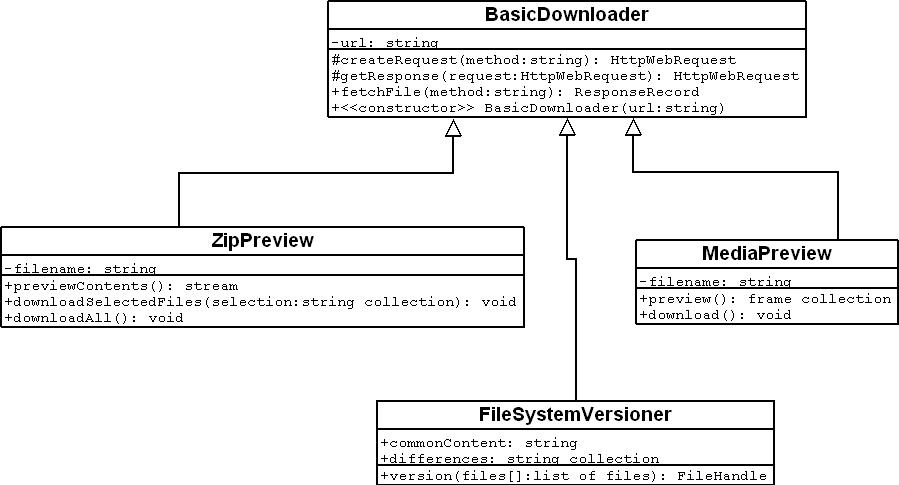 BasicDownloader
-url: string
#createRequest(method:string): HttpWebRequest
#getResponse(request:HttpWebRequest): HttpWebRequest
+fetchFile(method:string): ResponseRecord
+<<constructor>> BasicDownloader(url:string)
ZipPreview
-filename: string
+previewContents(): stream
+downloadSelectedFiles(selection:string collection): void
+downloadAll(): void
MediaPreview
-filename: string
+preview(): frame collection
+download(): void
FileSystemVersioner
+commonContent: string
+differences: string collection
+version(files[]:list of files): FileHandle